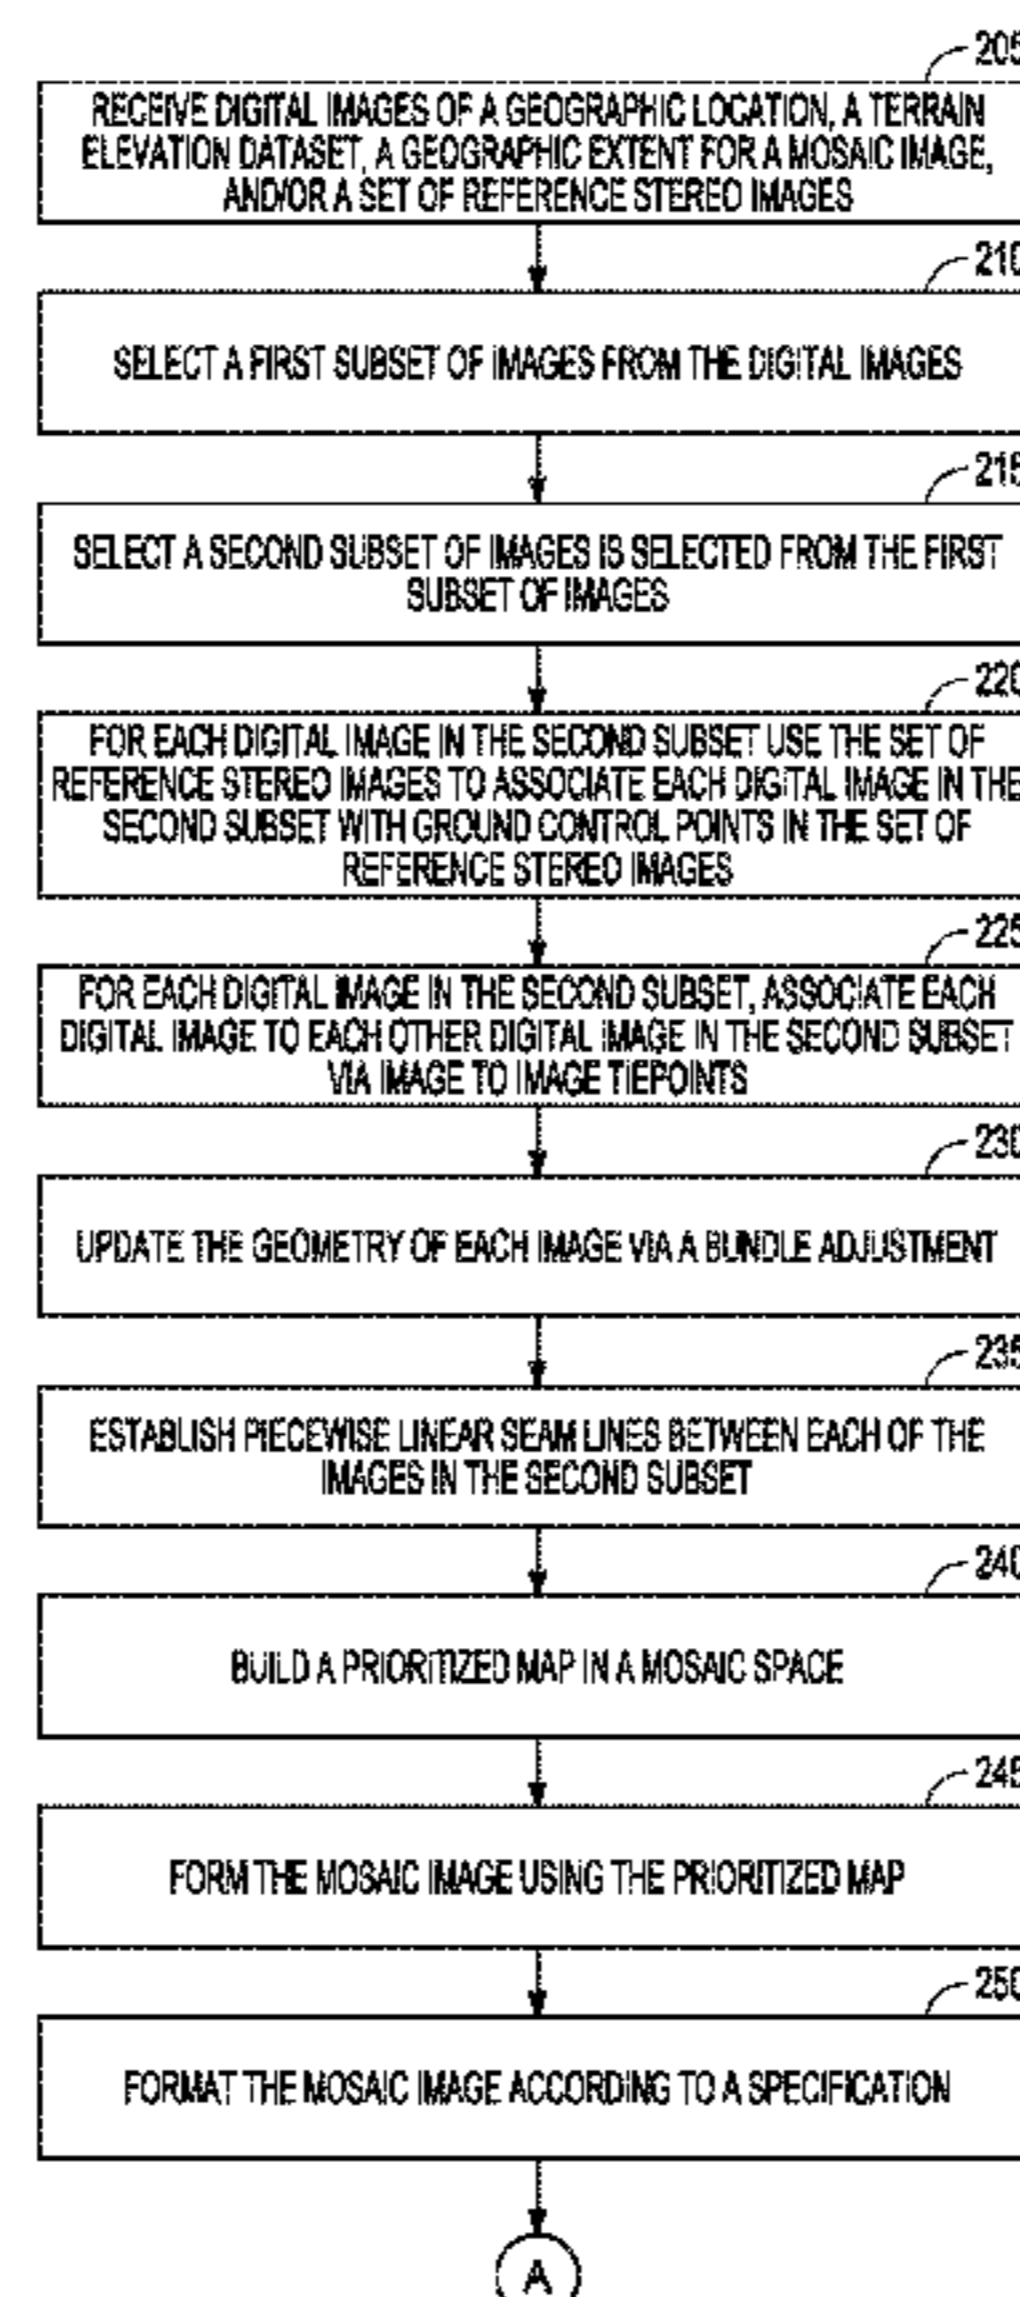 205
RECEIVE DIGITAL IMAGES OF A GEOGRAPHIC LOCATION, A TERRAIN
ELEVATION DATASET, A GEOGRAPHIC EXTENT FOR A MOSAIC IMAGE,
AND/OR A SET OF REFERENCE STEREO IMAGES
210
SELECT A FIRST SUBSET OF IMAGES FROM THE DIGITAL IMAGES
215
SELECT A SECOND SUBSET OF IMAGES IS SELECTED FROM THE FIRST
SUBSET OF IMAGES
220
FOR EACH DIGITAL IMAGE IN THE SECOND SUBSET USE THE SET OF
REFERENCE STEREO IMAGES TO ASSOCIATE EACH DIGITAL IMAGE IN THE
SECOND SUBSET WITH GROUND CONTROL POINTS IN THE SET OF
REFERENCE STEREO IMAGES
225
FOR EACH DIGITAL IMAGE IN THE SECOND SUBSET, ASSOCIATE EACH
DIGITAL IMAGE TO EACH OTHER DIGITAL IMAGE IN THE SECOND SUBSET
VIA IMAGE TO IMAGE TIEPOINTS
230
UPDATE THE GEOMETRY OF EACH IMAGE VIA A BUNDLE ADJUSTMENT
235
ESTABLISH PIECEWISE LINEAR SEAM LINES BETWEEN EACH OF THE
IMAGES IN THE SECOND SUBSET
240
BUILD A PRIORITIZED MAP IN A MOSAIC SPACE
245
FORM THE MOSAIC IMAGE USING THE PRIORITIZED MAP
250
FORMAT THE MOSAIC IMAGE ACCORDING TO A SPECIFICATION
A